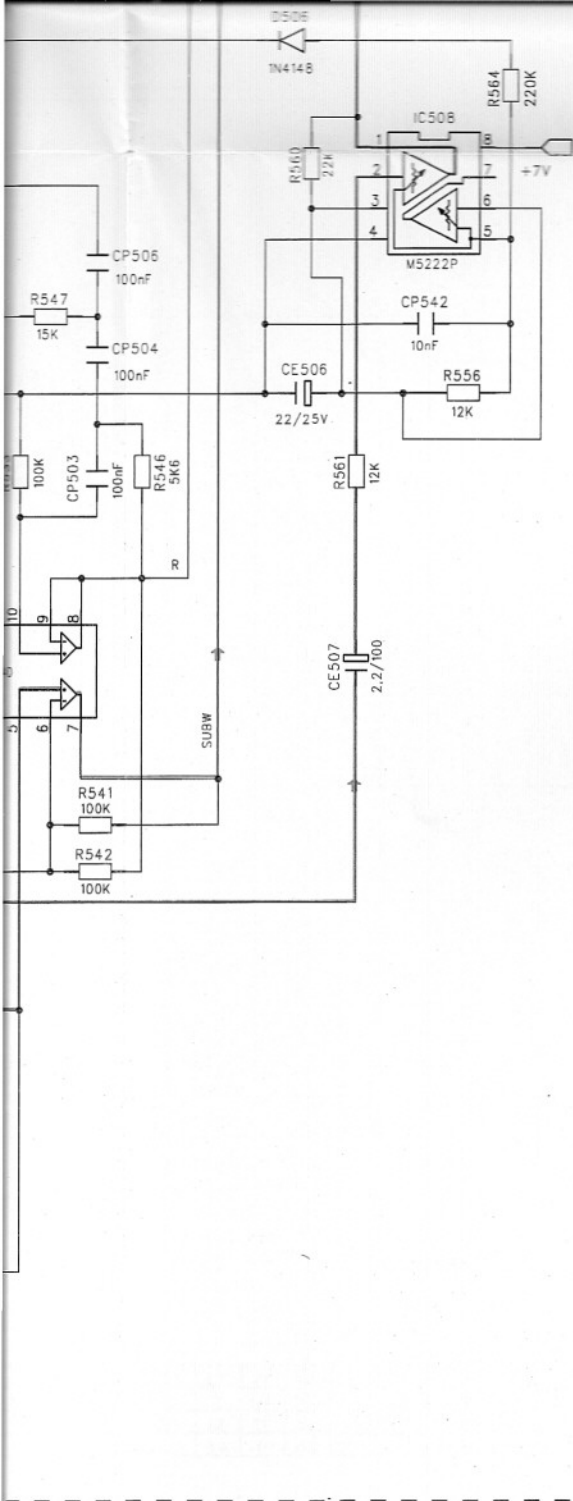 D506
1N4148
R564
220K
IC508
1
8
R560
22K
2
7
+7V
3
6
4
5
M5222P
CP506
100nF
R547
15K
CP504
100nF
CP542
10nF
CE506
22/25V
R556
12K
100K
CP503
100nF
R546
5K6
R561
12K
R
10
9
8
5
6
7
SUBW
CE507
2.2/100
R541
100K
R542
100K